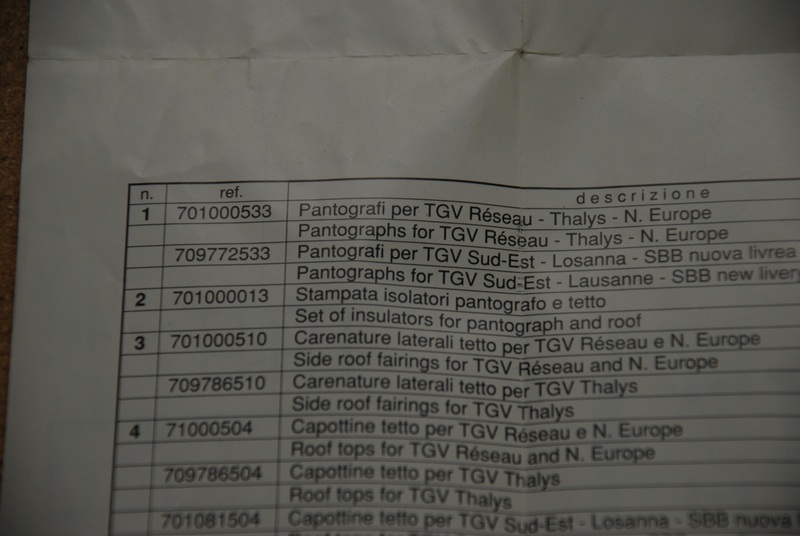 n. ref. descrizione
1 701000533 Pantografi per TGV Réseau - Thalys - N. Europe
Pantographs for TGV Réseau - Thalys - N. Europe
709772533 Pantografi per TGV Sud-Est - Losanna - SBB nuova livrea
Pantographs for TGV Sud-Est - Lausanne - SBB new livery
2 701000013 Stampata isolatori pantografo e tetto
Set of insulators for pantograph and roof
3 701000510 Carenature laterali tetto per TGV Réseau e N. Europe
Side roof fairings for TGV Réseau and N. Europe
709786510 Carenature laterali tetto per TGV Thalys
Side roof fairings for TGV Thalys
4 71000504 Capottine tetto per TGV Réseau e N. Europe
Roof tops for TGV Réseau and N. Europe
709786504 Capottine tetto per TGV Thalys
Roof tops for TGV Thalys
701081504 Capottine tetto per TGV Sud-Est - Losanna - SBB nuova